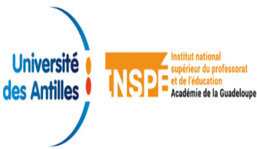 Université
des Antilles
INSPÉ
Institut national
supérieur du professorat
et de l'éducation
Académie de la Guadeloupe